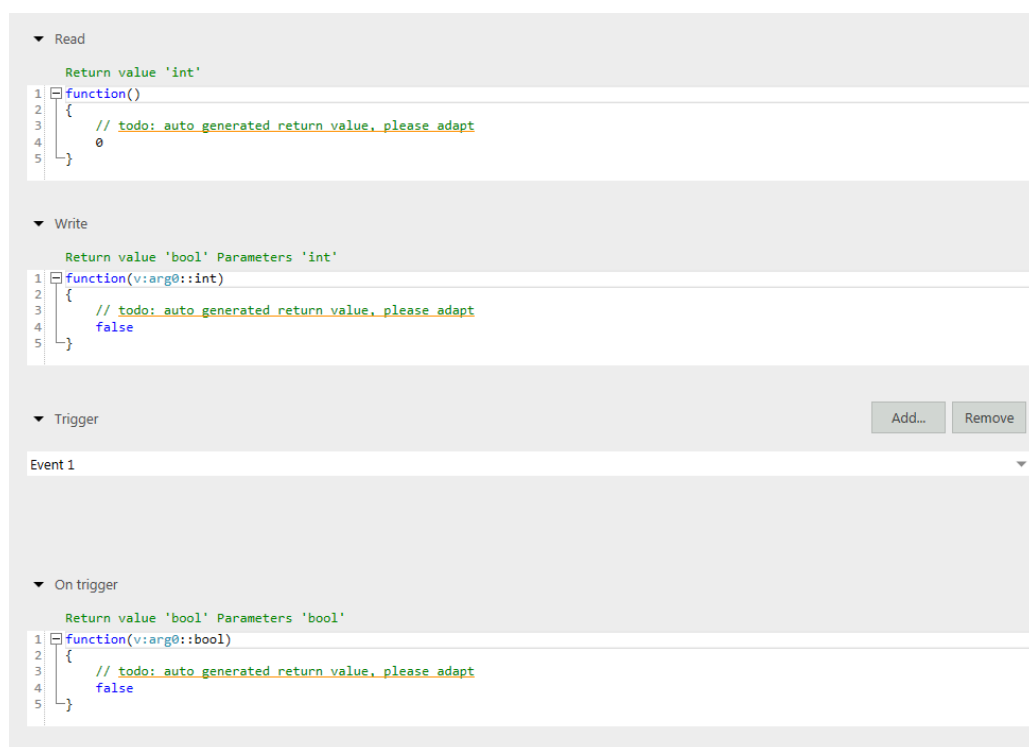 Read
Return value 'int'
1 function()
2 {
3 // todo: auto generated return value, please adapt
4 0
5 }
Write
Return value 'bool' Parameters 'int'
1 function(v:arg0::int)
2 {
3 // todo: auto generated return value, please adapt
4 false
5 }
Trigger Add... Remove
Event 1
On trigger
Return value 'bool' Parameters 'bool'
1 function(v:arg0::bool)
2 {
3 // todo: auto generated return value, please adapt
4 false
5 }